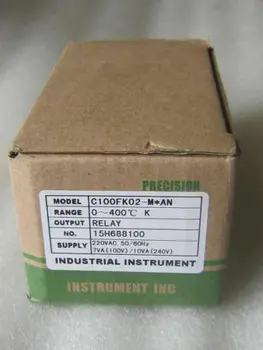 PRECISION
MODEL C100FK02-M*AN
RANGE 0~400℃ K
OUTPUT RELAY
NO. 15H688100
SUPPLY 220VAC 50/60Hz
7VA(100V)/10VA(240V)
INDUSTRIAL INSTRUMENT
INSTRUMENT INC